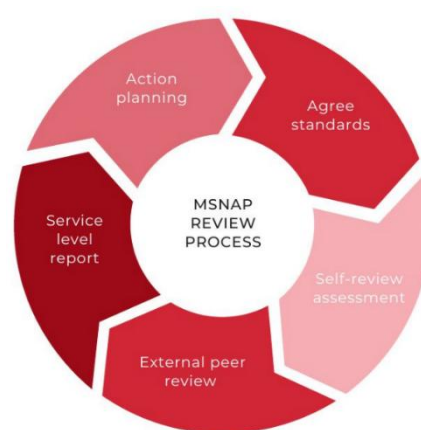 Action
planning
Agree
standards
MSNAP
REVIEW
PROCESS
Service
level
report
Self-review
assessment
External peer
review